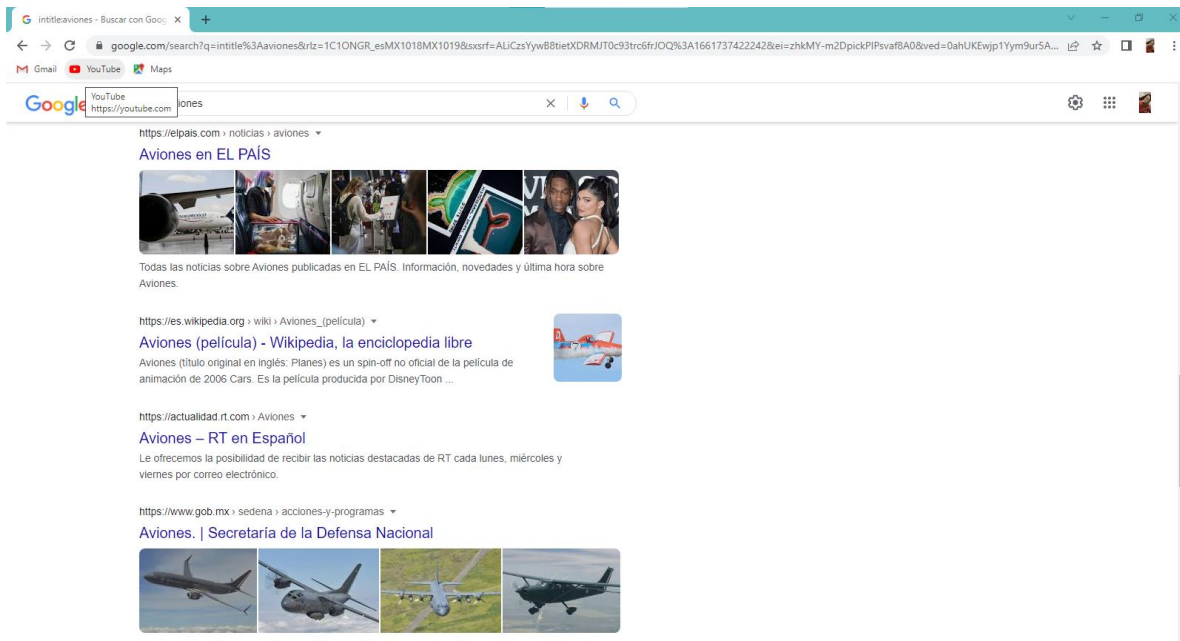 intitle:aviones - Buscar con Goog
google.com/search?q=intitle%3Aaviones&rlz=1C1ONGR_esMX1018MX1019&sxsrf=ALiCzsYywB8tietXDRMJT0c93trc6frJOQ%3A1661737422242&ei=zhkMY-m2DpickPIPsvaf8A0&ved=0ahUKEwjp1Yym9ur5A...
Gmail YouTube Maps
Google iones
YouTube
https://youtube.com
https://elpais.com › noticias › aviones
Aviones en EL PAÍS
Todas las noticias sobre Aviones publicadas en EL PAÍS. Información, novedades y última hora sobre
Aviones.
https://es.wikipedia.org › wiki › Aviones_(película)
Aviones (película) - Wikipedia, la enciclopedia libre
Aviones (título original en inglés: Planes) es un spin-off no oficial de la película de
animación de 2006 Cars. Es la película producida por DisneyToon ...
https://actualidad.rt.com › Aviones
Aviones – RT en Español
Le ofrecemos la posibilidad de recibir las noticias destacadas de RT cada lunes, miércoles y
viernes por correo electrónico.
https://www.gob.mx › sedena › acciones-y-programas
Aviones. | Secretaría de la Defensa Nacional